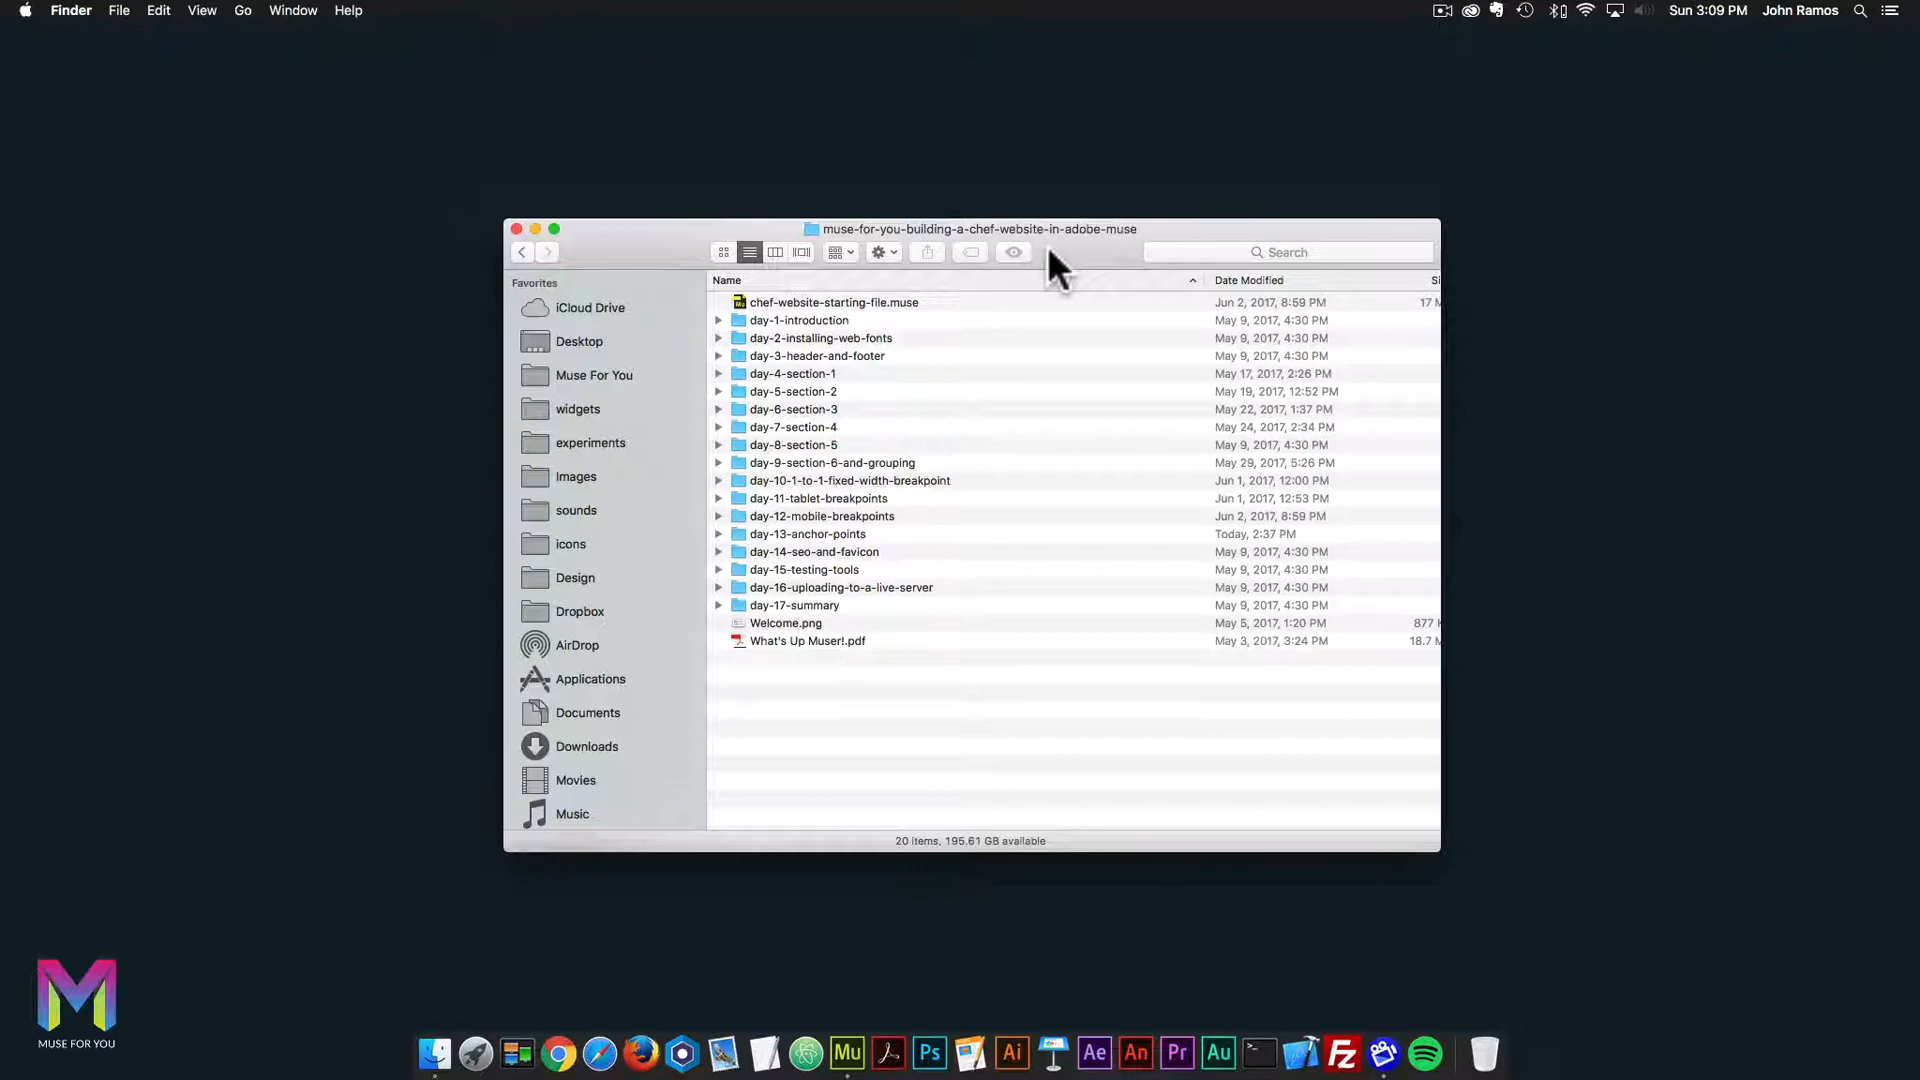 Finder File Edit View Go Window Help
Sun 3:09 PM John Ramos
muse-for-you-building-a-chef-website-in-adobe-muse
Search
Favorites
iCloud Drive
Desktop
Muse For You
widgets
experiments
Images
sounds
icons
Design
Dropbox
AirDrop
Applications
Documents
Downloads
Movies
Music
Name Date Modified Si
chef-website-starting-file.muse Jun 2, 2017, 8:59 PM 17 M
day-1-introduction May 9, 2017, 4:30 PM
day-2-installing-web-fonts May 9, 2017, 4:30 PM
day-3-header-and-footer May 9, 2017, 4:30 PM
day-4-section-1 May 17, 2017, 2:26 PM
day-5-section-2 May 19, 2017, 12:52 PM
day-6-section-3 May 22, 2017, 1:37 PM
day-7-section-4 May 24, 2017, 2:34 PM
day-8-section-5 May 9, 2017, 4:30 PM
day-9-section-6-and-grouping May 29, 2017, 5:26 PM
day-10-1-to-1-fixed-width-breakpoint Jun 1, 2017, 12:00 PM
day-11-tablet-breakpoints Jun 1, 2017, 12:53 PM
day-12-mobile-breakpoints Jun 2, 2017, 8:59 PM
day-13-anchor-points Today, 2:37 PM
day-14-seo-and-favicon May 9, 2017, 4:30 PM
day-15-testing-tools May 9, 2017, 4:30 PM
day-16-uploading-to-a-live-server May 9, 2017, 4:30 PM
day-17-summary May 9, 2017, 4:30 PM
Welcome.png May 5, 2017, 1:20 PM 877 K
What's Up Muser!.pdf May 3, 2017, 3:24 PM 18.7 M
20 items, 195.61 GB available
MUSE FOR YOU
Mu Ps Ai Ae An Pr Au >_ Fz